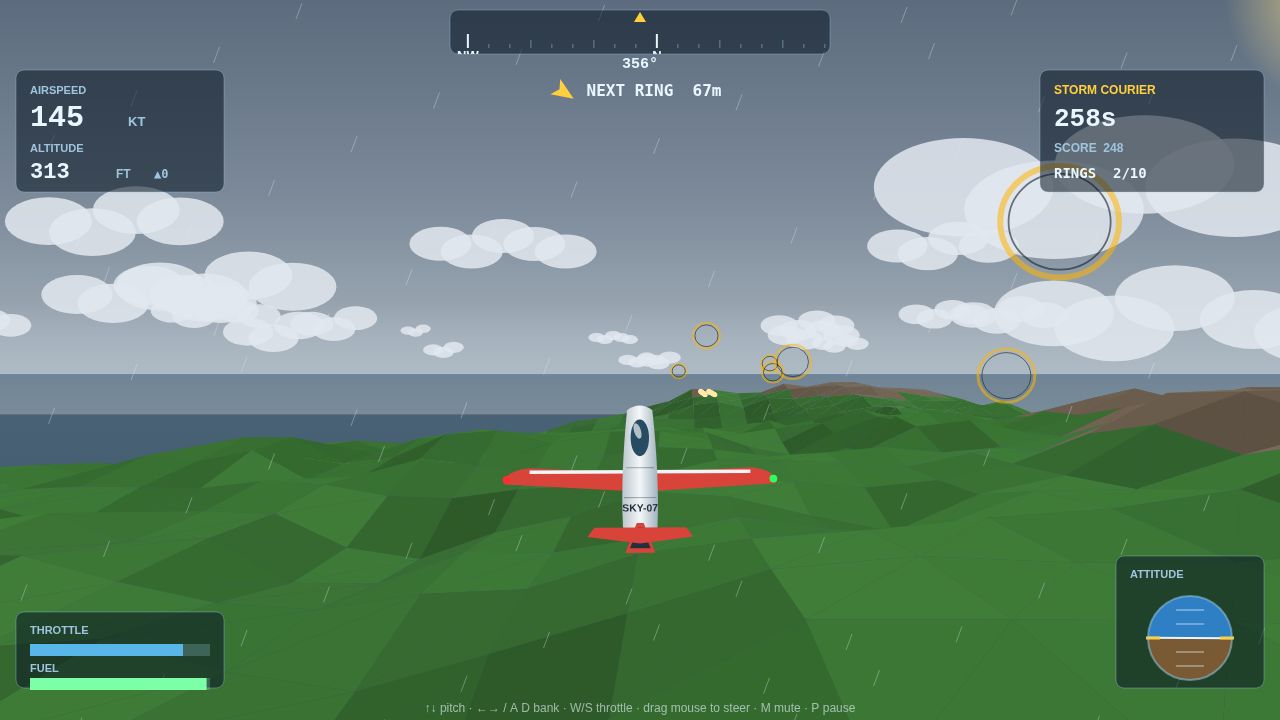 NW N
356°
NEXT RING 67m
AIRSPEED
145 KT
ALTITUDE
313 FT ▲0
STORM COURIER
258s
SCORE 248
RINGS 2/10
SKY-07
THROTTLE
FUEL
ATTITUDE
↑↓ pitch · ←→ / A D bank · W/S throttle · drag mouse to steer · M mute · P pause